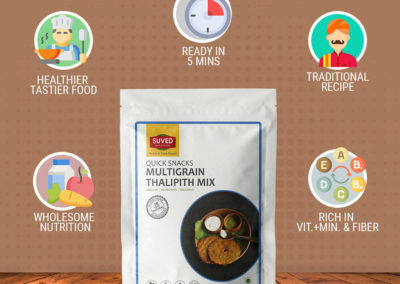 READY IN
5 MINS
HEALTHIER
TASTIER FOOD
TRADITIONAL
RECIPE
SUVED
QUICK SNACKS
MULTIGRAIN
THALIPITH MIX
WHOLESOME
NUTRITION
A
B
C
D
E
RICH IN
VIT.+MIN. & FIBER